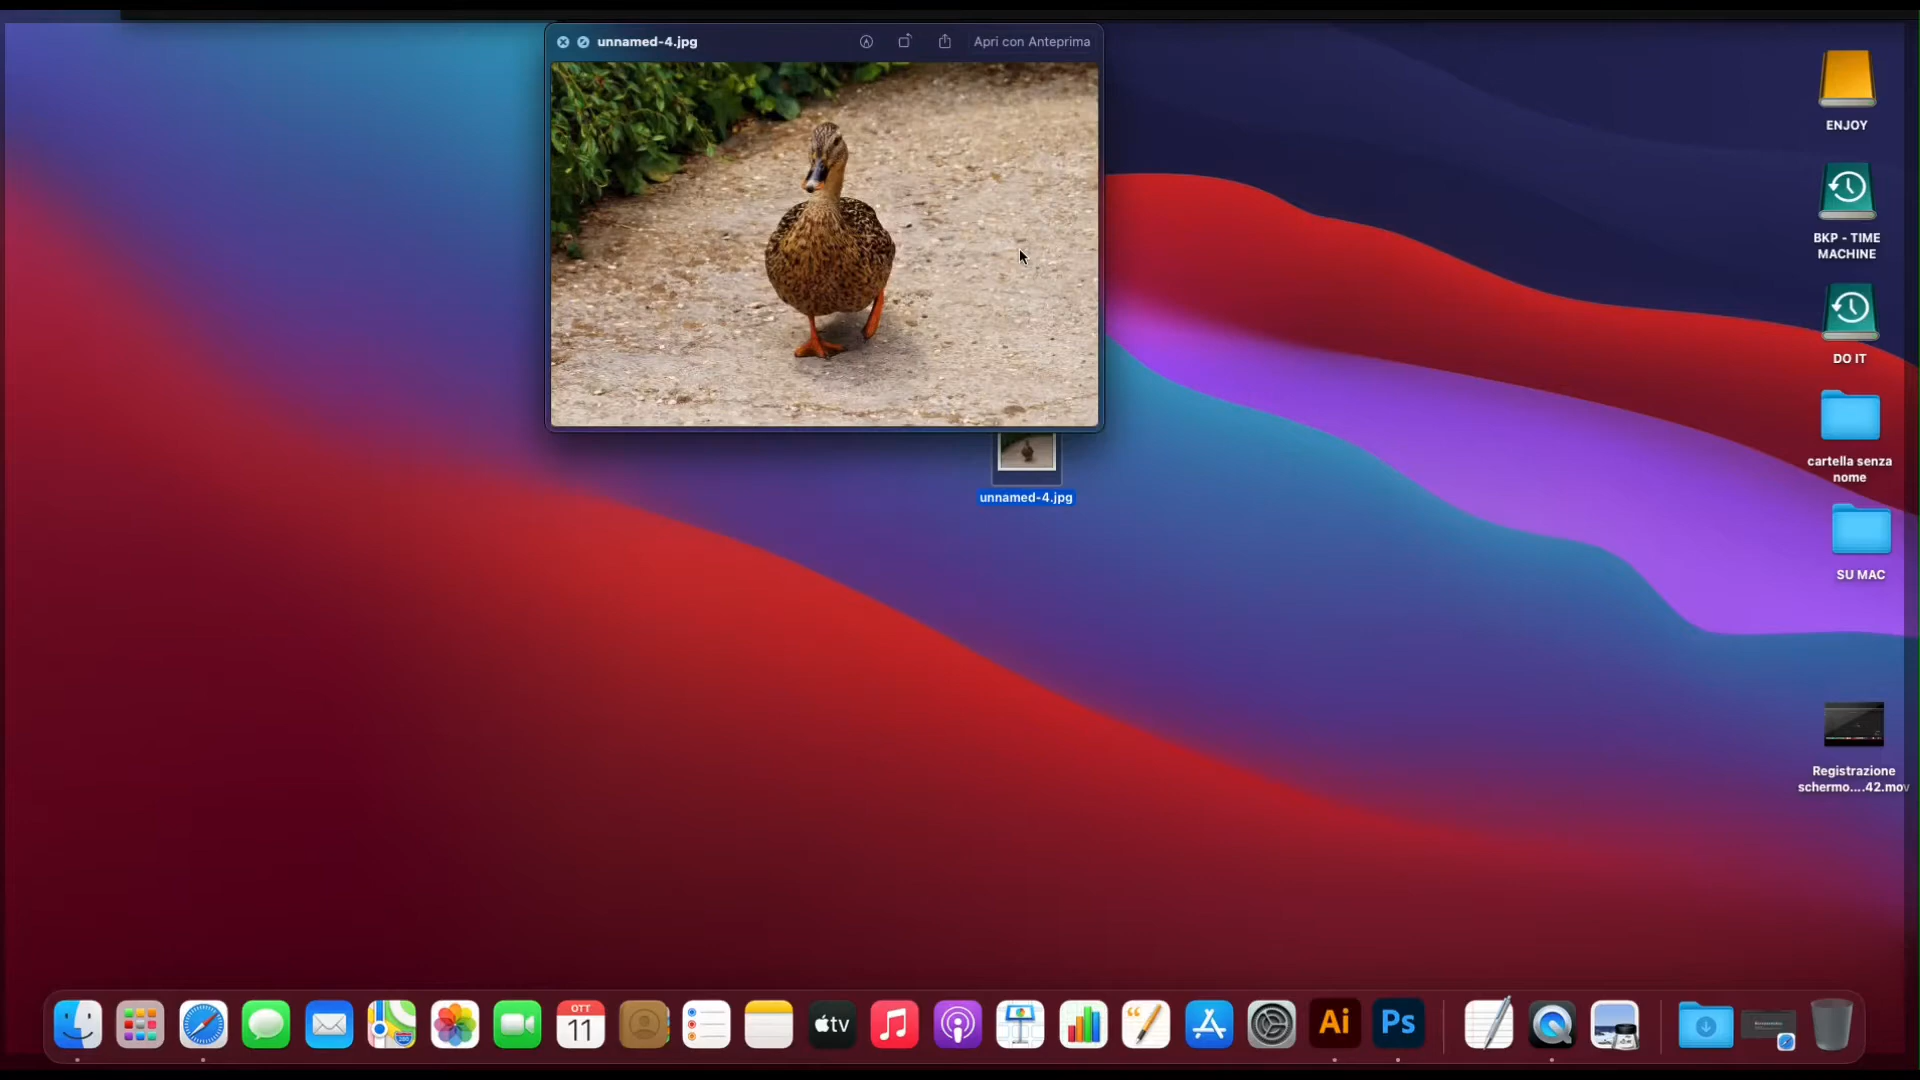 unnamed-4.jpg
Apri con Anteprima
ENJOY
BKP - TIME
MACHINE
DO IT
cartella senza
nome
unnamed-4.jpg
SU MAC
Registrazione
schermo....42.mov
OTT
11
tv
Ai
Ps